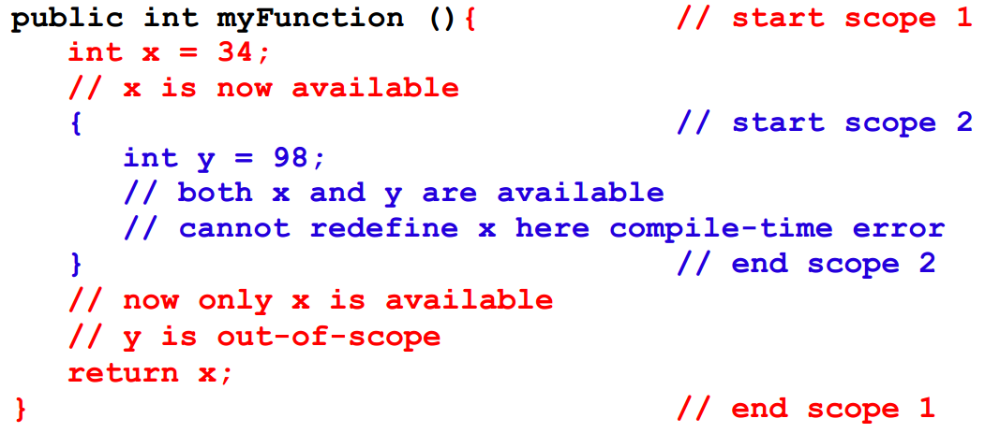 public int myFunction (){ // start scope 1
int x = 34;
// x is now available
{ // start scope 2
int y = 98;
// both x and y are available
// cannot redefine x here compile-time error
} // end scope 2
// now only x is available
// y is out-of-scope
return x;
} // end scope 1